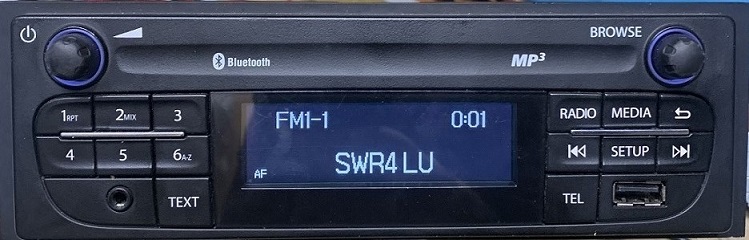 BROWSE
Bluetooth MP3
1RPT 2MIX 3
4 5 6A-Z
TEXT
FM1-1 0:01
SWR4 LU
AF
RADIO MEDIA
SETUP
TEL